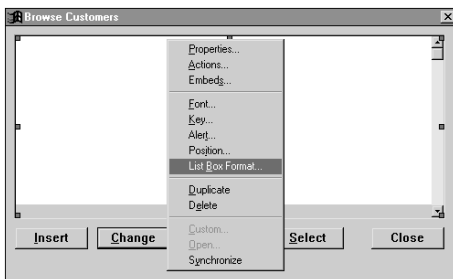 Browse Customers
Properties...
Actions...
Embeds...
Font...
Key...
Alert...
Position...
List Box Format...
Duplicate
Delete
Custom...
Open...
Synchronize
Insert
Change
Select
Close